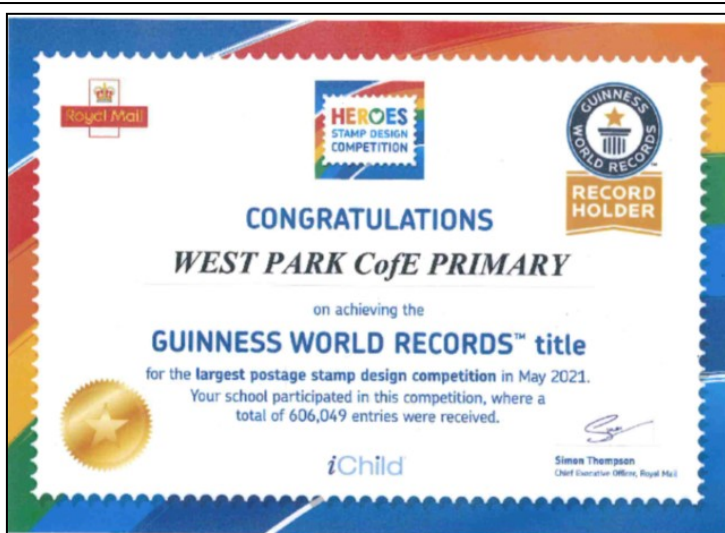 Royal Mail
HEROES
STAMP DESIGN
COMPETITION
GUINNESS
WORLD RECORDS™
RECORD
HOLDER
CONGRATULATIONS
WEST PARK CofE PRIMARY
on achieving the
GUINNESS WORLD RECORDS™ title
for the largest postage stamp design competition in May 2021.
Your school participated in this competition, where a
total of 606,049 entries were received.
iChild
Simon Thompson
Chief Executive Officer, Royal Mail